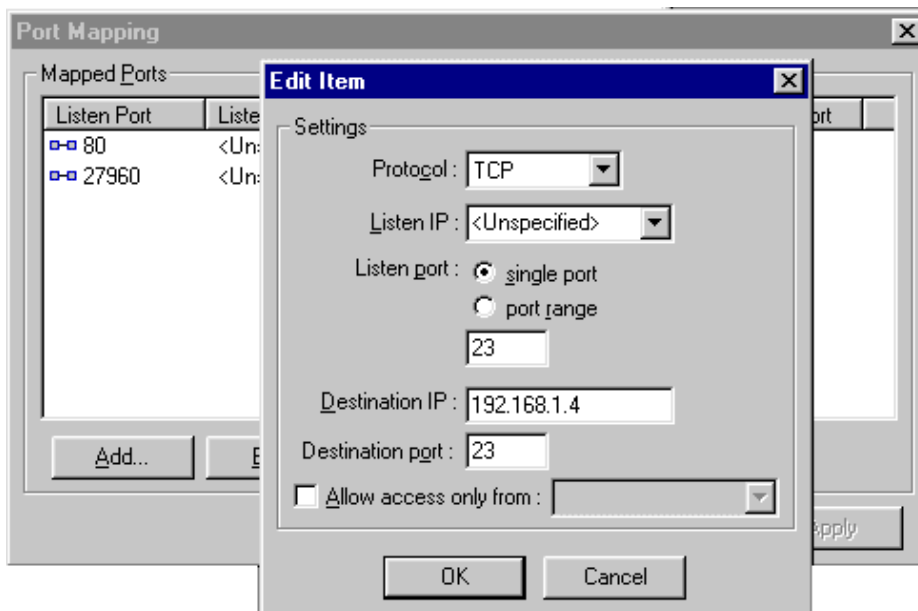 Port Mapping
Mapped Ports
Listen Port
80
27960
Edit Item
Settings
Protocol : TCP
Listen IP : <Unspecified>
Listen port : single port
port range
23
Destination IP : 192.168.1.4
Destination port : 23
Allow access only from :
OK Cancel
Add...